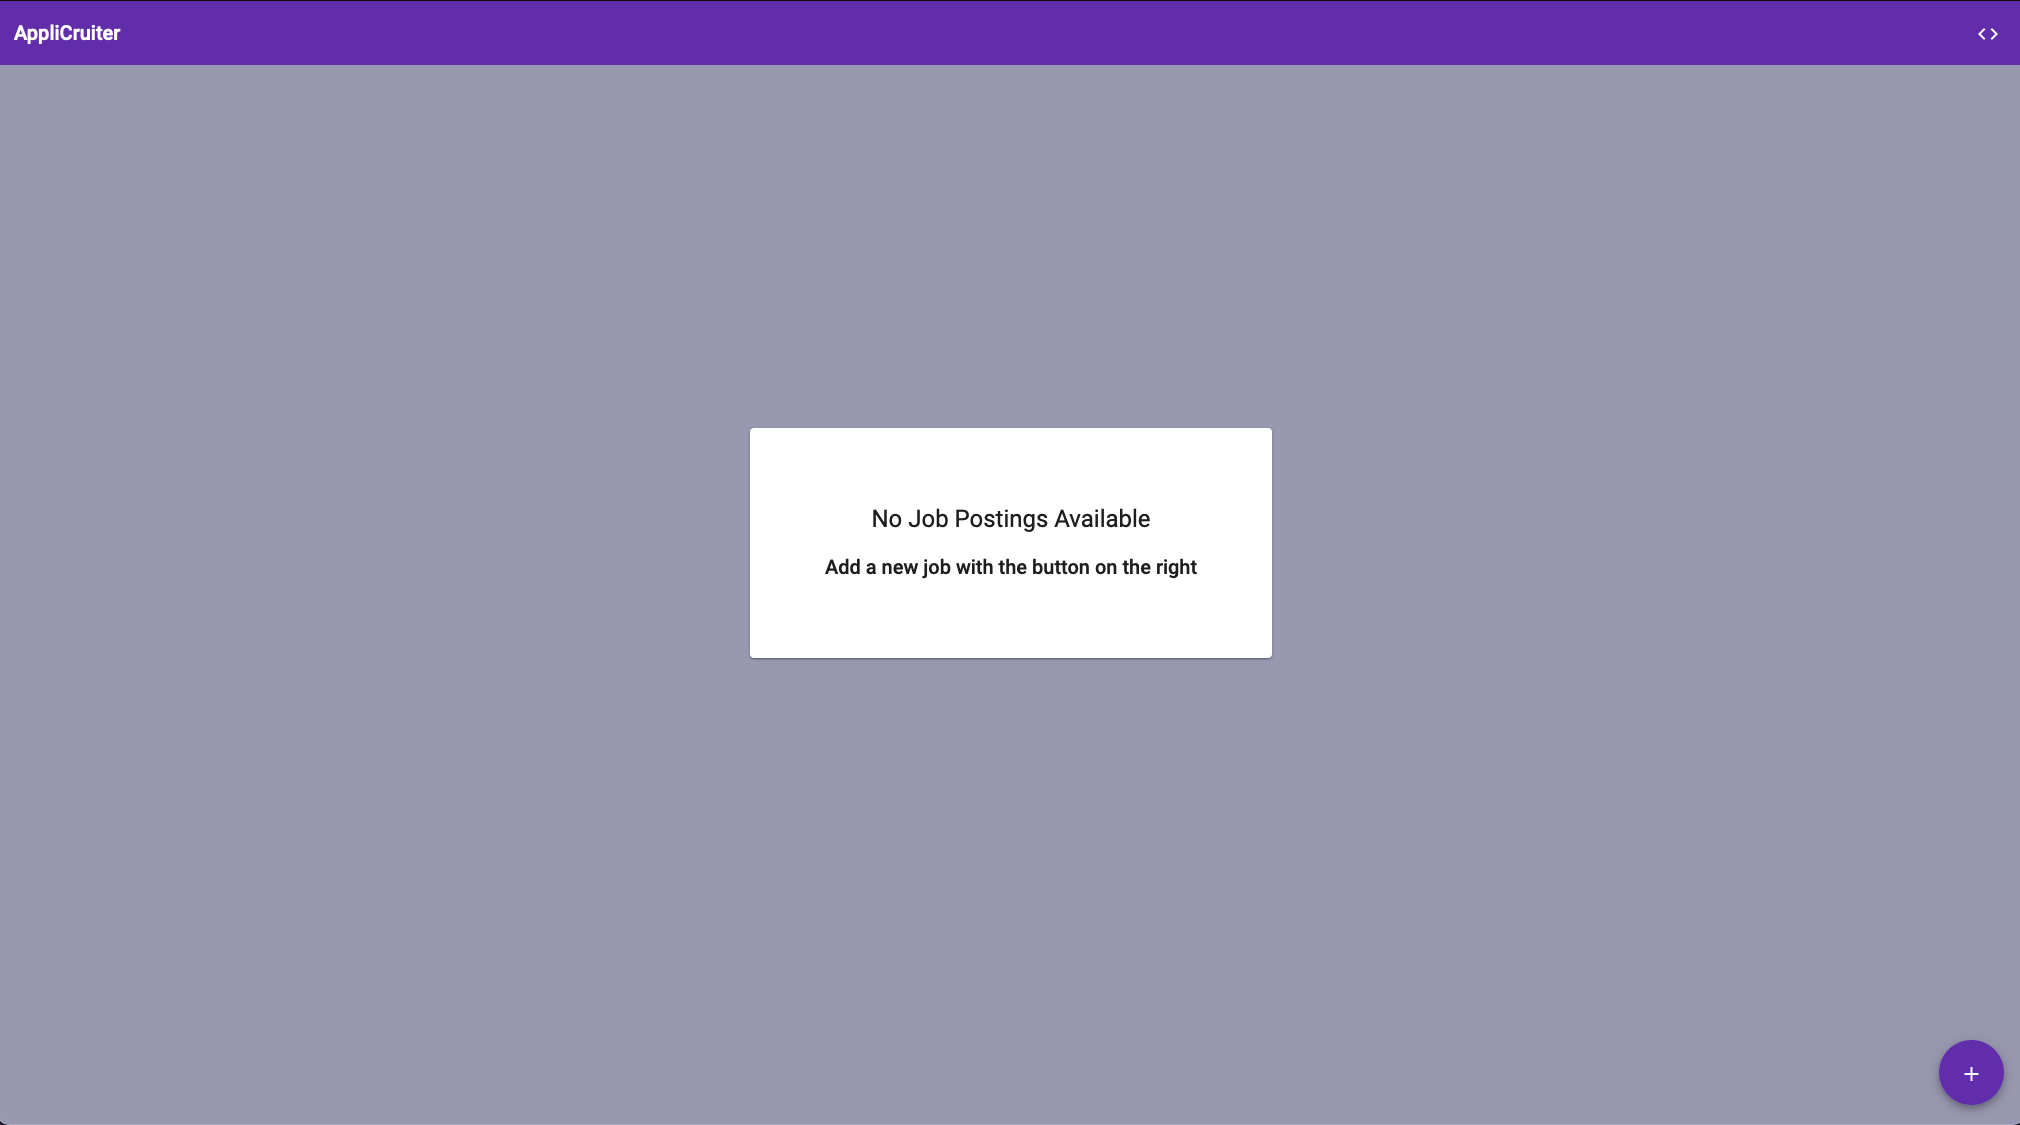 AppliCruiter
No Job Postings Available
Add a new job with the button on the right